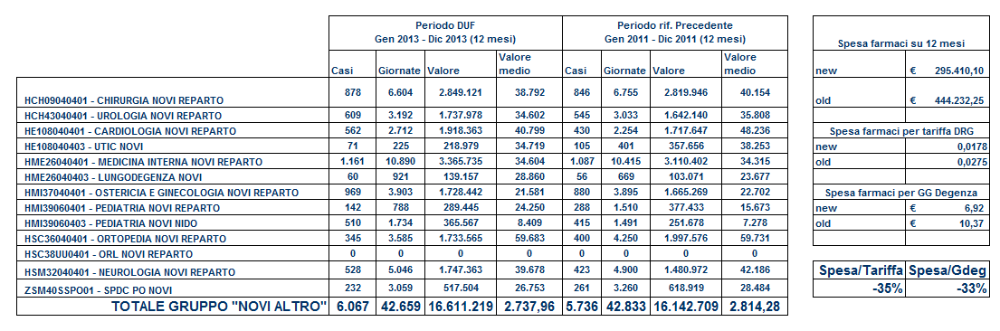 Periodo DUF Periodo rif. Precedente
Gen 2013 - Dic 2013 (12 mesi) Gen 2011 - Dic 2011 (12 mesi)
Casi Giornate Valore Valore medio Casi Giornate Valore Valore medio
HCH09040401 - CHIRURGIA NOVI REPARTO 878 6.604 2.849.121 38.792 846 6.755 2.819.946 40.154
HCH43040401 - UROLOGIA NOVI REPARTO 609 3.192 1.737.978 34.602 545 3.033 1.642.140 35.808
HE108040401 - CARDIOLOGIA NOVI REPARTO 562 2.712 1.918.363 40.799 430 2.254 1.717.647 48.236
HE108040403 - UTIC NOVI 71 225 218.979 34.719 105 401 357.656 38.253
HME26040401 - MEDICINA INTERNA NOVI REPARTO 1.161 10.890 3.365.735 34.604 1.087 10.415 3.110.402 34.315
HME26040403 - LUNGODEGENZA NOVI 60 921 139.157 28.860 56 669 103.071 23.677
HMI37040401 - OSTERICIA E GINECOLOGIA NOVI REPARTO 969 3.903 1.728.442 21.581 880 3.895 1.665.269 22.702
HMI39060401 - PEDIATRIA NOVI REPARTO 142 788 289.445 24.250 288 1.510 377.433 15.673
HMI39060403 - PEDIATRIA NOVI NIDO 510 1.734 365.567 8.409 415 1.491 251.678 7.278
HSC36040401 - ORTOPEDIA NOVI REPARTO 345 3.585 1.733.565 59.683 400 4.250 1.997.576 59.731
HSC38UU0401 - ORL NOVI REPARTO 0 0 0 0 0 0 0 0
HSM32040401 - NEUROLOGIA NOVI REPARTO 528 5.046 1.747.363 39.678 423 4.900 1.480.972 42.186
ZSM40SSPO01 - SPDC PO NOVI 232 3.059 517.504 26.753 261 3.260 618.919 28.484
TOTALE GRUPPO "NOVI ALTRO" 6.067 42.659 16.611.219 2.737,96 5.736 42.833 16.142.709 2.814,28
Spesa farmaci su 12 mesi
new € 295.410,10
old € 444.232,25
Spesa farmaci per tariffa DRG
new 0,0178
old 0,0275
Spesa farmaci per GG Degenza
new € 6,92
old € 10,37
Spesa/Tariffa Spesa/Gdeg
-35% -33%